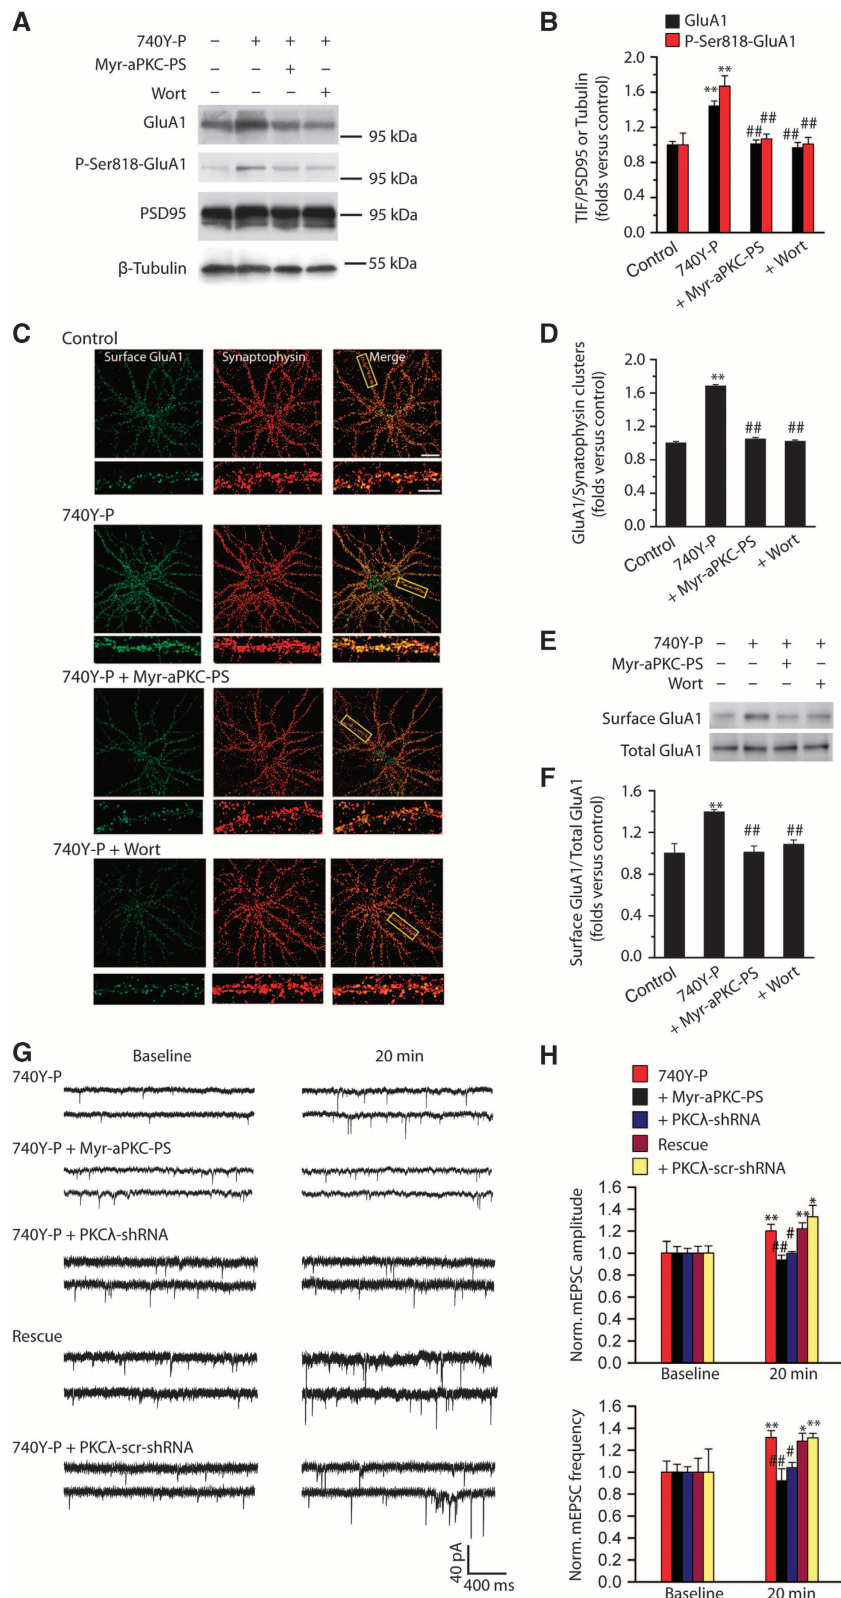 A
740Y-P – + + +
Myr-aPKC-PS – – + –
Wort – – – +
GluA1
95 kDa
P-Ser818-GluA1
95 kDa
PSD95
95 kDa
β-Tubulin
55 kDa
B
GluA1
P-Ser818-GluA1
TIF/PSD95 or Tubulin
(folds versus control)
2.0
1.6
1.2
0.8
0.4
0.0
** **
## ##
## ##
Control
740Y-P
+ Myr-aPKC-PS
+ Wort
C
Control
Surface GluA1 Synaptophysin Merge
740Y-P
740Y-P + Myr-aPKC-PS
740Y-P + Wort
D
GluA1/Synatophysin clusters
(folds versus control)
2.0
1.6
1.2
0.8
0.4
0.0
**
## ##
Control
740Y-P
+ Myr-aPKC-PS
+ Wort
E
740Y-P – + + +
Myr-aPKC-PS – – + –
Wort – – – +
Surface GluA1
Total GluA1
F
Surface GluA1/Total GluA1
(folds versus control)
1.6
1.2
0.8
0.4
0.0
**
## ##
Control
740Y-P
+ Myr-aPKC-PS
+ Wort
G
Baseline 20 min
740Y-P
740Y-P + Myr-aPKC-PS
740Y-P + PKCλ-shRNA
Rescue
740Y-P + PKCλ-scr-shRNA
40 pA
400 ms
H
740Y-P
+ Myr-aPKC-PS
+ PKCλ-shRNA
Rescue
+ PKCλ-scr-shRNA
Norm. mEPSC amplitude
1.6
1.4
1.2
1.0
0.8
0.6
0.4
0.2
0.0
** ## # ** *
Baseline 20 min
Norm. mEPSC frequency
1.6
1.4
1.2
1.0
0.8
0.6
0.4
0.2
0.0
** ## # * **
Baseline 20 min